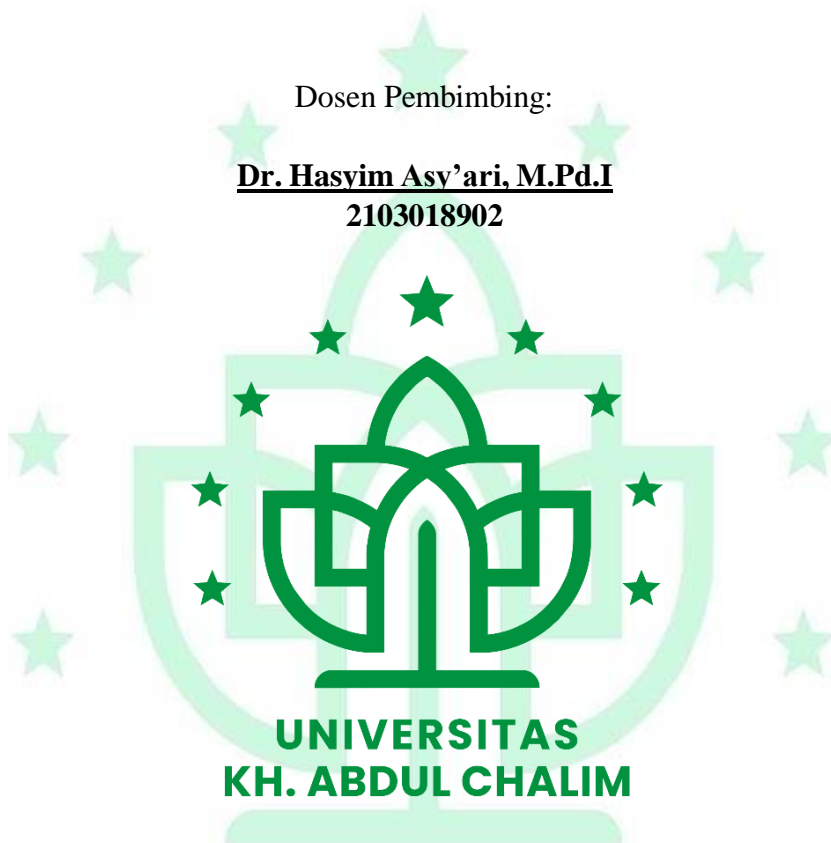 Dosen Pembimbing:
Dr. Hasyim Asy’ari, M.Pd.I
2103018902
UNIVERSITAS
KH. ABDUL CHALIM